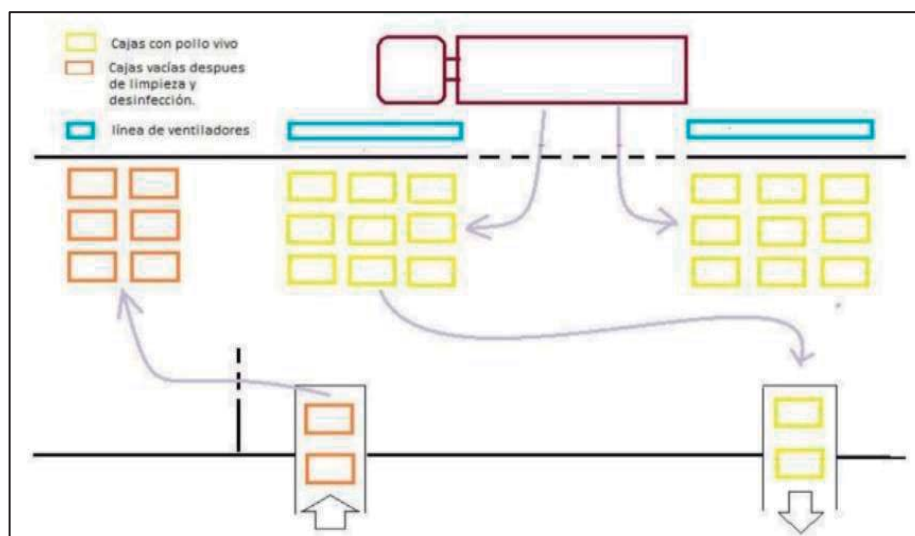 Cajas con pollo vivo
Cajas vacías despues
de limpieza y
desinfección.
línea de ventiladores